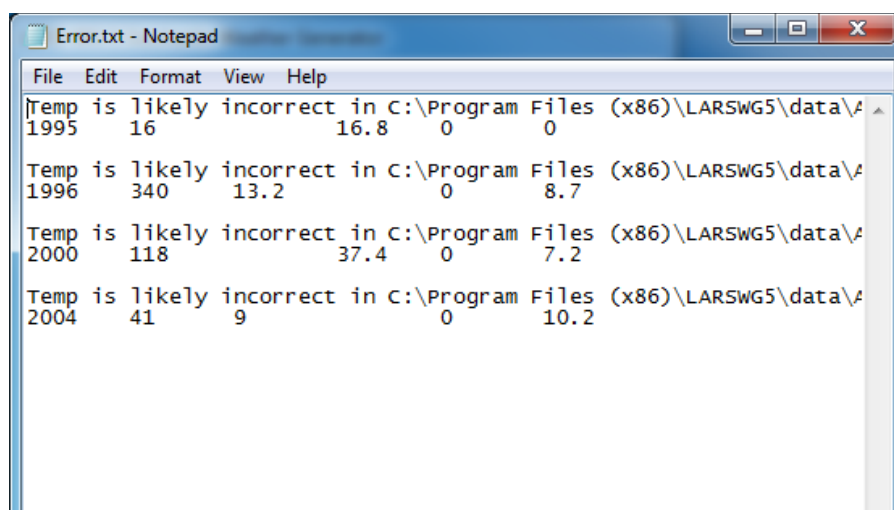 Error.txt - Notepad
File Edit Format View Help
Temp is likely incorrect in C:\Program Files (x86)\LARSWG5\data\
1995 16 16.8 0 0
Temp is likely incorrect in C:\Program Files (x86)\LARSWG5\data\
1996 340 13.2 0 8.7
Temp is likely incorrect in C:\Program Files (x86)\LARSWG5\data\
2000 118 37.4 0 7.2
Temp is likely incorrect in C:\Program Files (x86)\LARSWG5\data\
2004 41 9 0 10.2